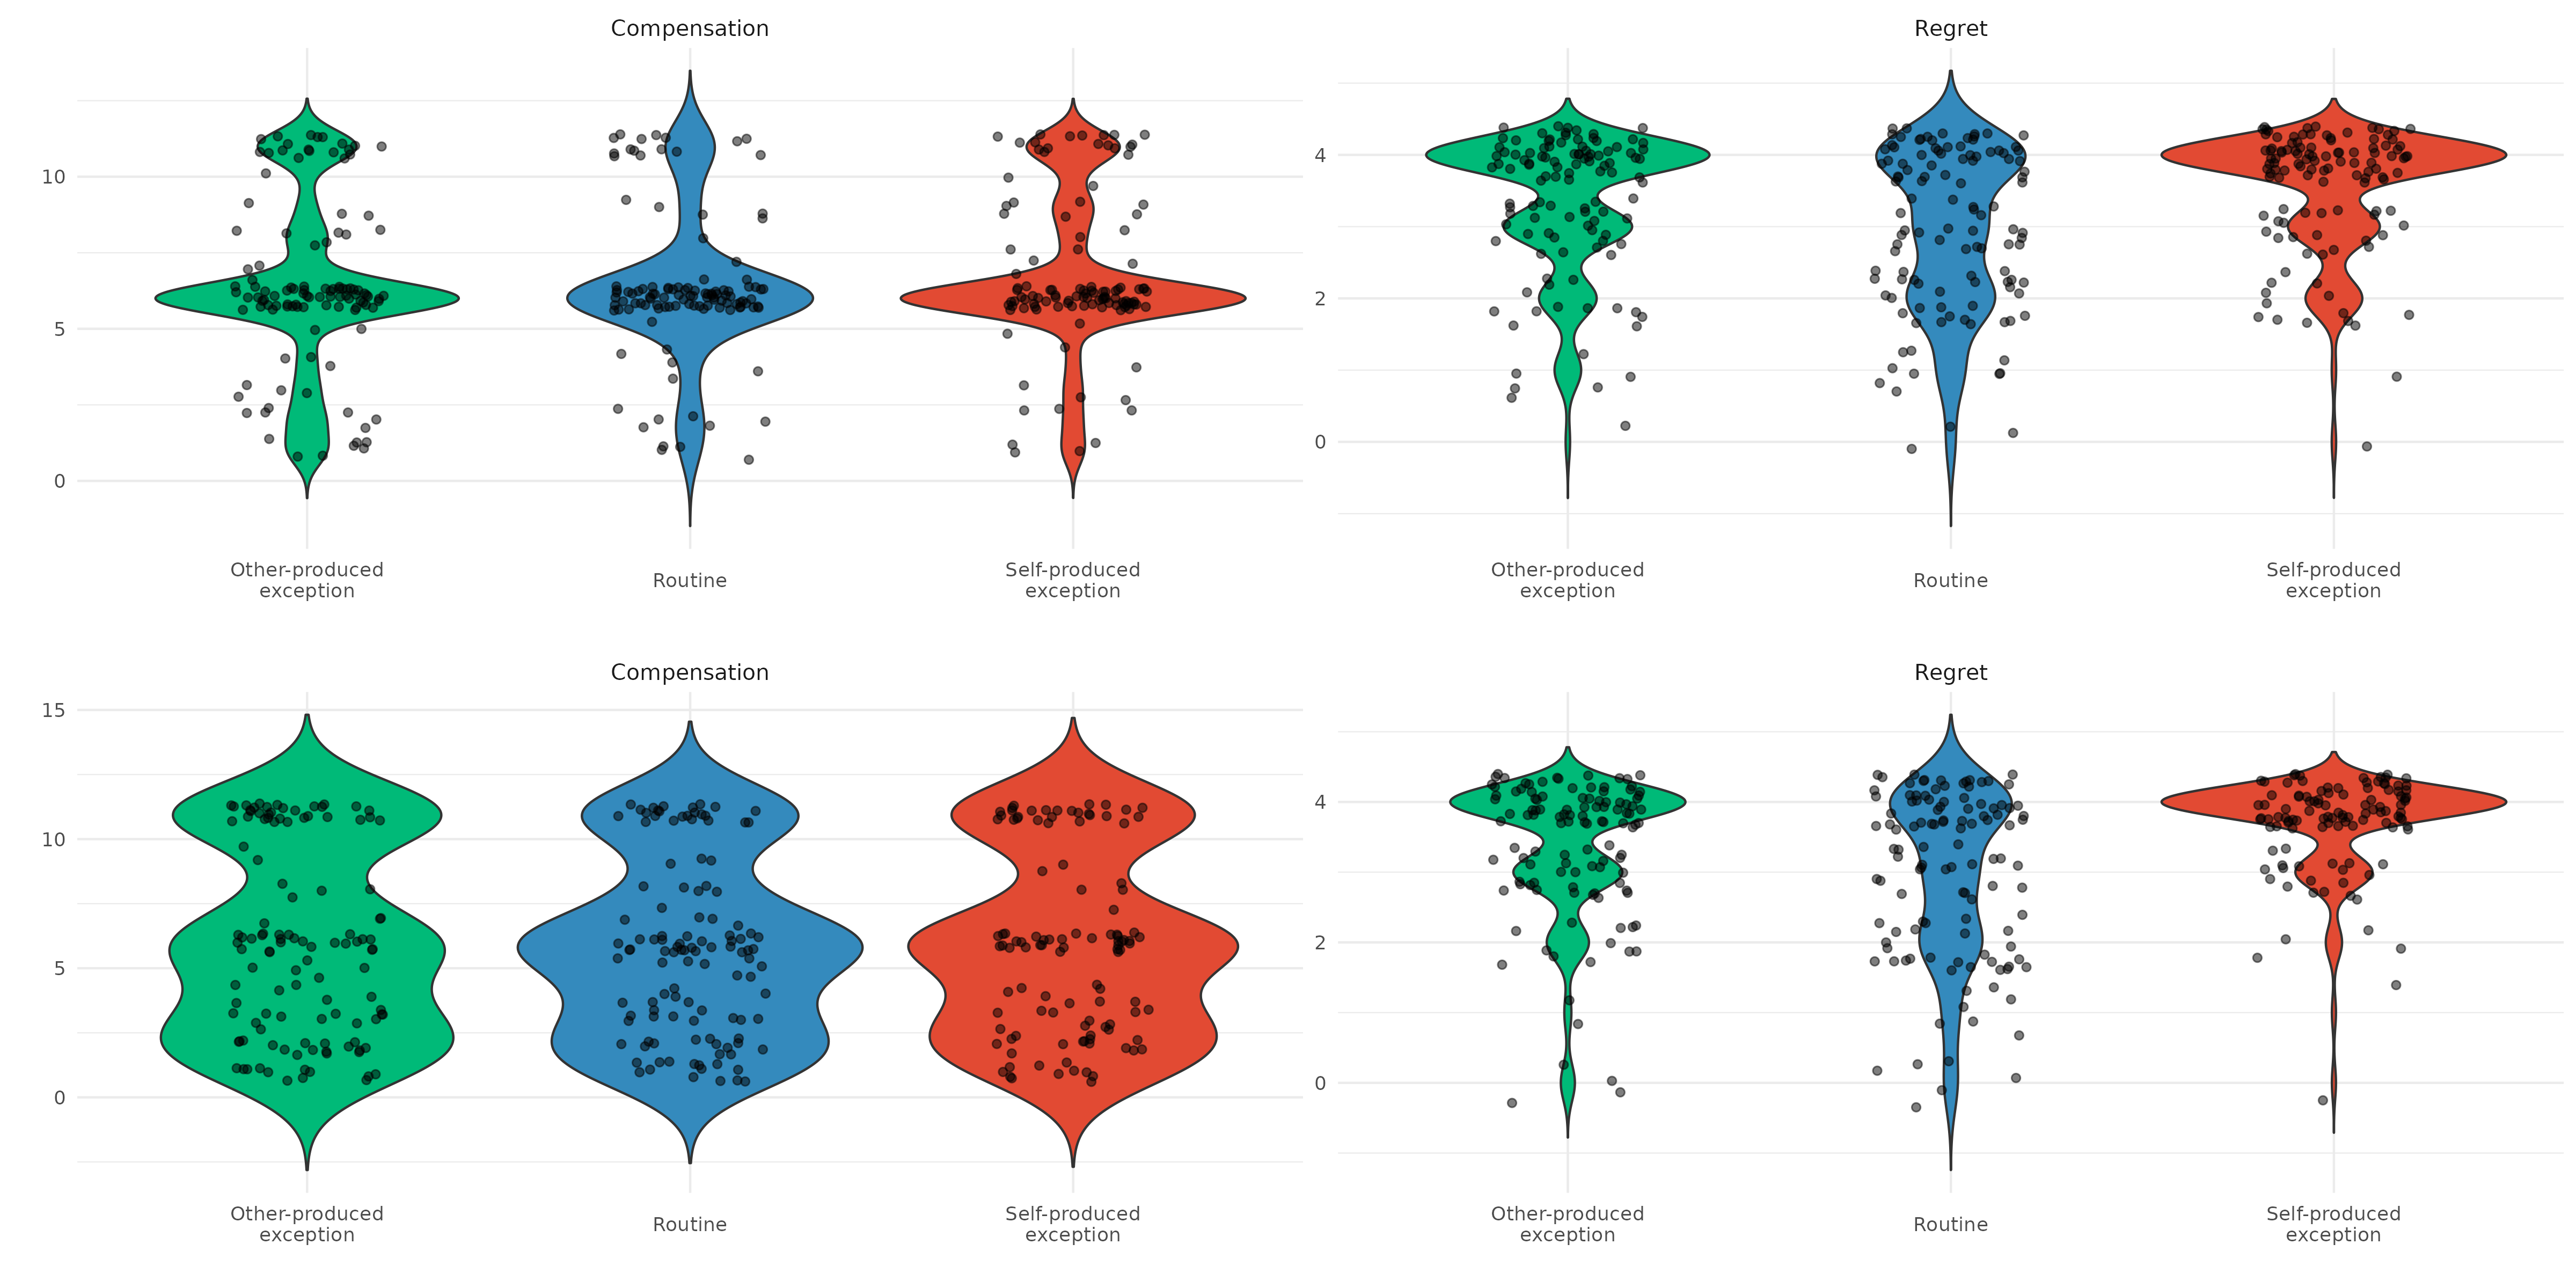 Compensation
Regret
10
5
0
4
2
0
Other-produced
exception
Routine
Self-produced
exception
Other-produced
exception
Routine
Self-produced
exception
Compensation
Regret
15
10
5
0
4
2
0
Other-produced
exception
Routine
Self-produced
exception
Other-produced
exception
Routine
Self-produced
exception